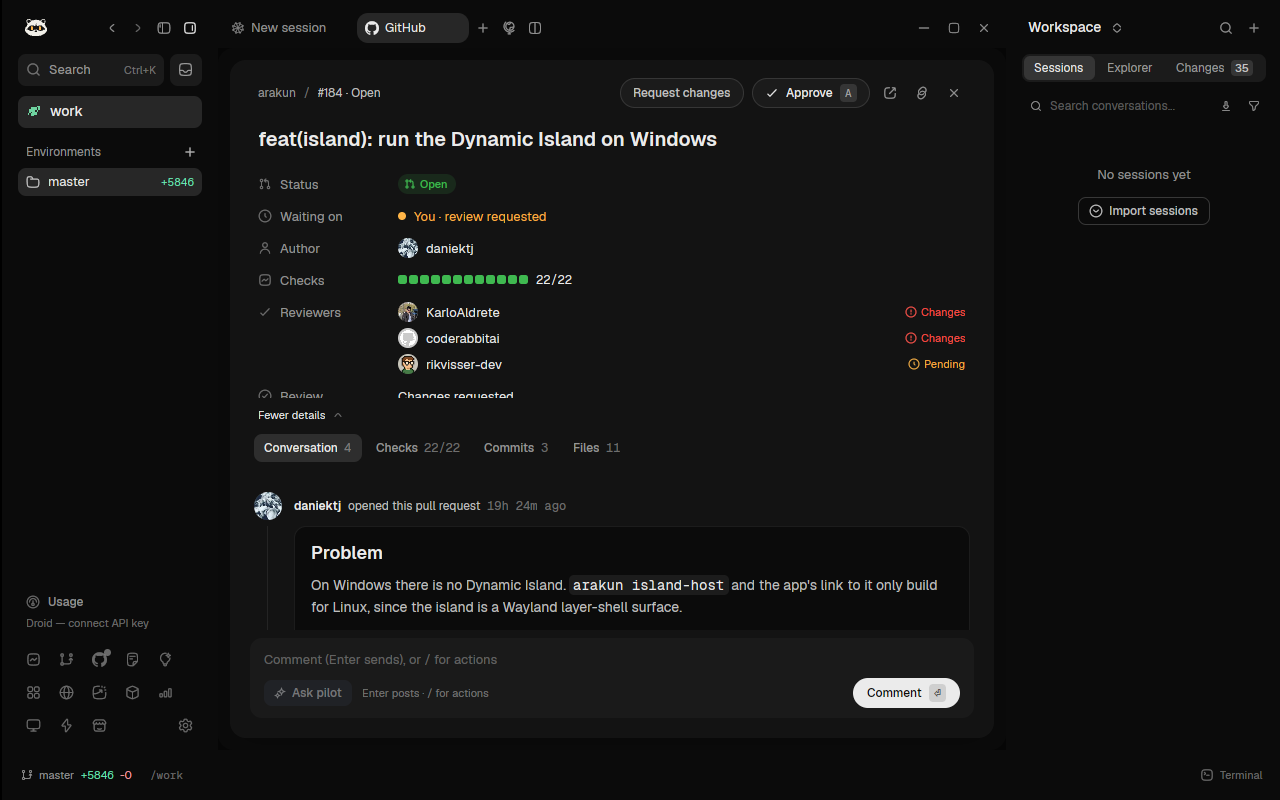 New session
GitHub
Workspace
Search Ctrl+K
work
Environments
master +5846
Usage
Droid — connect API key
master +5846 -0 /work
arakun / #184 · Open
Request changes
Approve A
feat(island): run the Dynamic Island on Windows
Status Open
Waiting on You · review requested
Author daniektj
Checks 22/22
Reviewers KarloAldrete Changes
coderabbitai Changes
rikvisser-dev Pending
Review Changes requested
Fewer details
Conversation 4 Checks 22/22 Commits 3 Files 11
daniektj opened this pull request 19h 24m ago
Problem
On Windows there is no Dynamic Island. arakun island-host and the app's link to it only build
for Linux, since the island is a Wayland layer-shell surface.
Comment (Enter sends), or / for actions
Ask pilot Enter posts · / for actions
Comment ⏎
Sessions Explorer Changes 35
Search conversations...
No sessions yet
Import sessions
Terminal